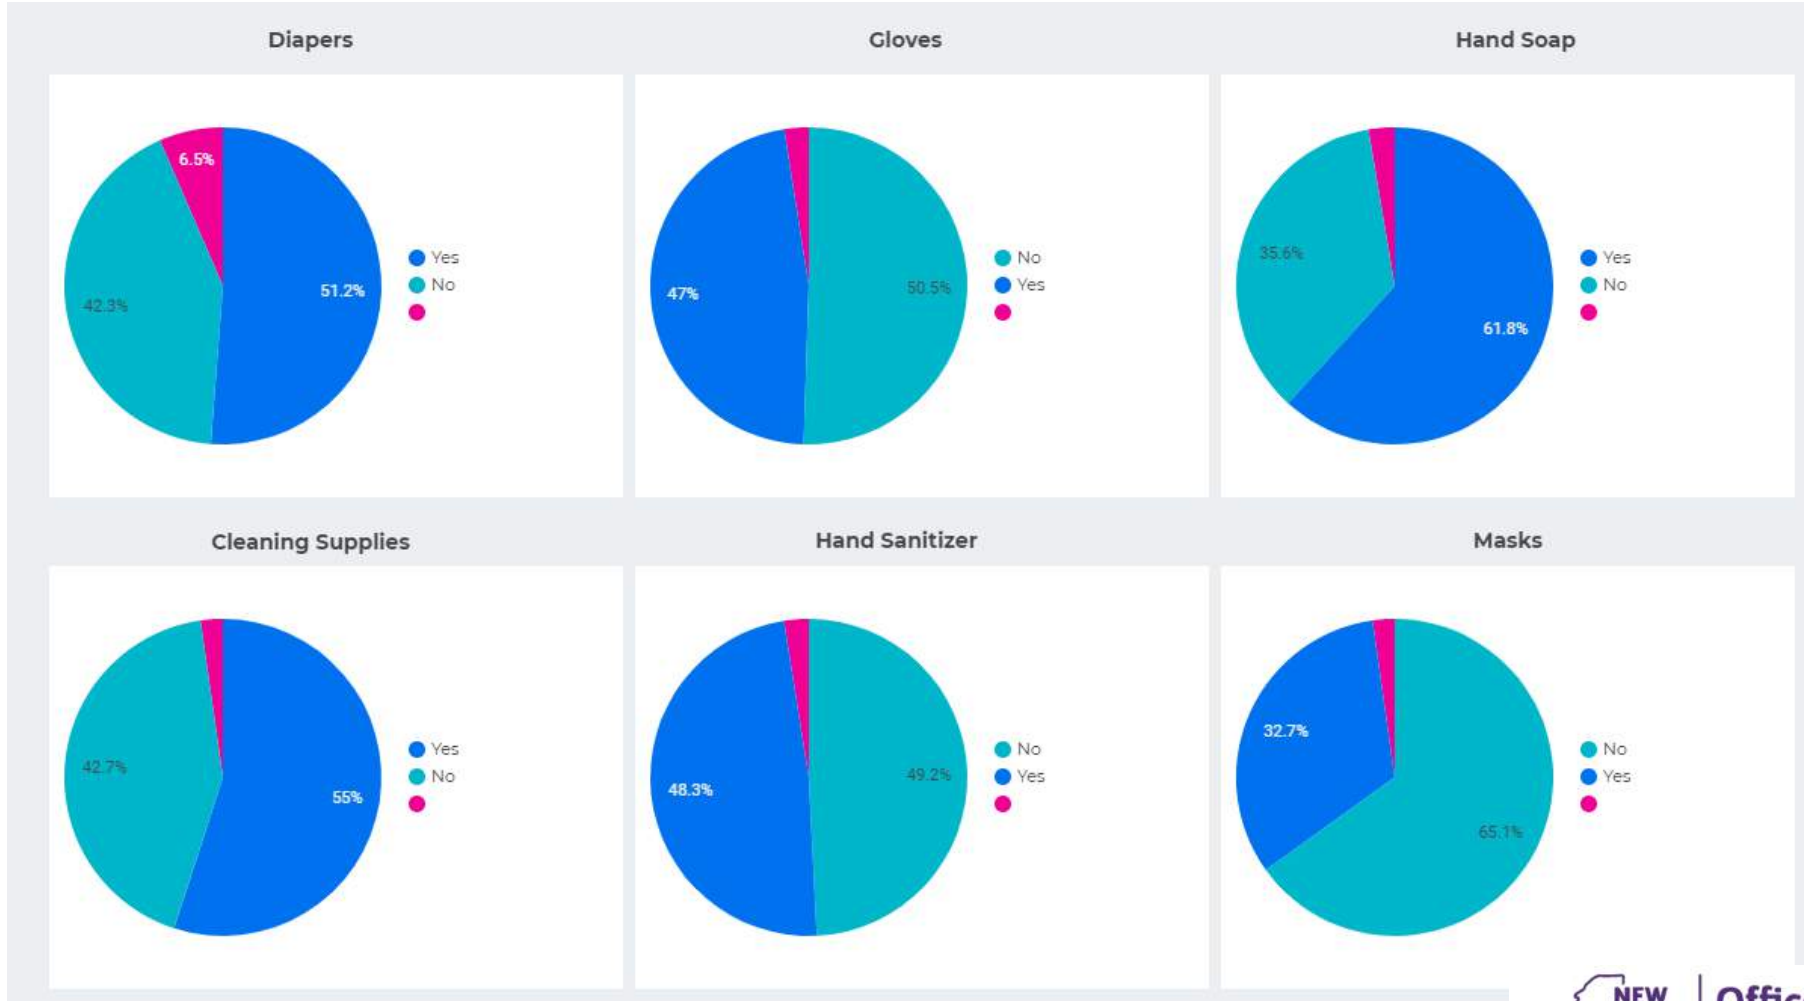 Diapers
6.5%
42.3%
51.2%
Yes
No
Gloves
47%
50.5%
No
Yes
Hand Soap
35.6%
61.8%
Yes
No
Cleaning Supplies
42.7%
55%
Yes
No
Hand Sanitizer
48.3%
49.2%
No
Yes
Masks
32.7%
65.1%
No
Yes
NEW